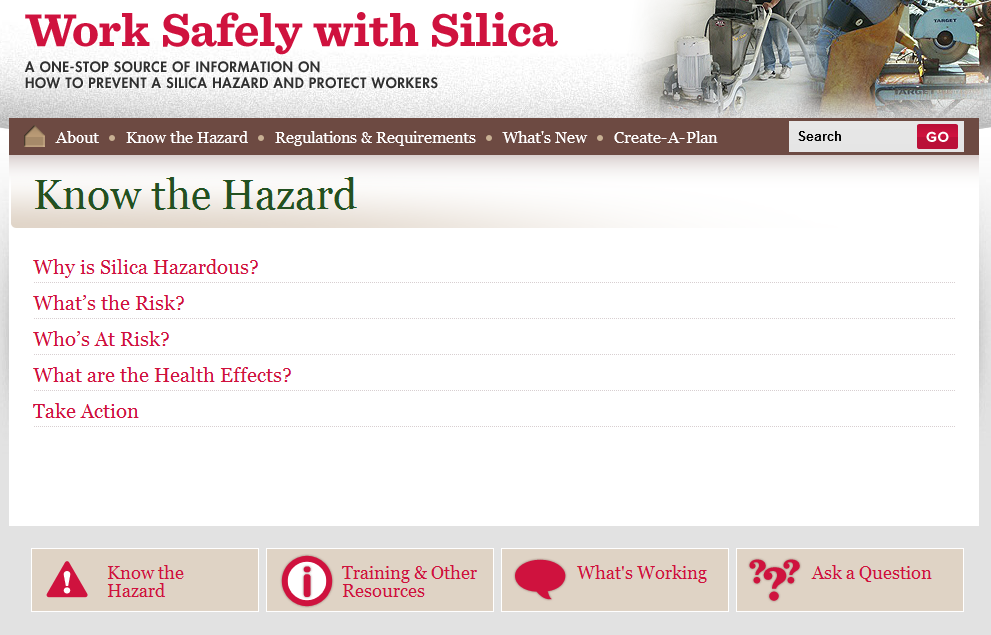 Work Safely with Silica
A ONE-STOP SOURCE OF INFORMATION ON
HOW TO PREVENT A SILICA HAZARD AND PROTECT WORKERS
TARGET
TARGET
About • Know the Hazard • Regulations & Requirements • What's New • Create-A-Plan
Search GO
Know the Hazard
Why is Silica Hazardous?
What’s the Risk?
Who’s At Risk?
What are the Health Effects?
Take Action
Know the
Hazard
Training & Other
Resources
What's Working
??? Ask a Question